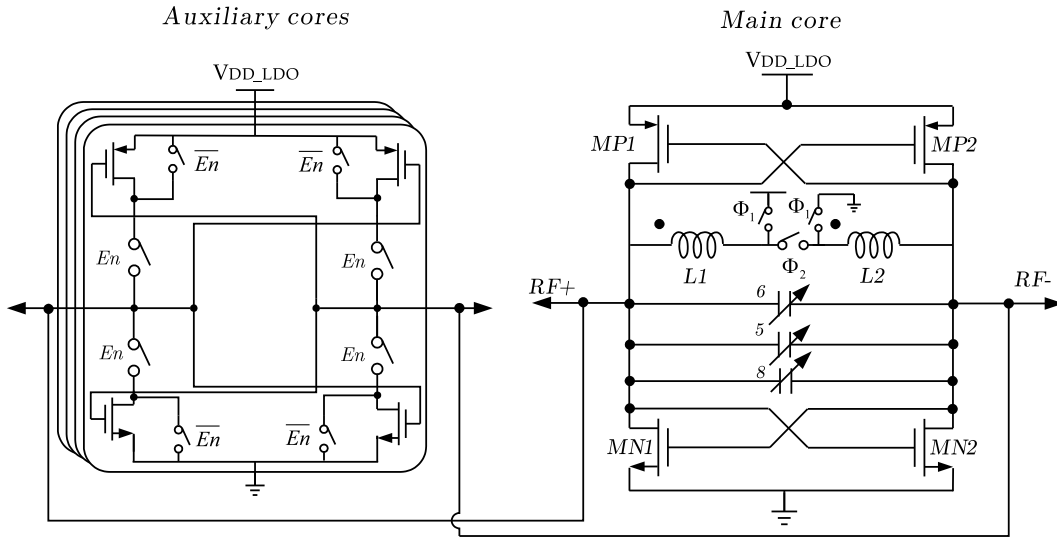 Auxiliary cores
Main core
VDD_LDO
VDD_LDO
En
En
MP1
MP2
Φ1
Φ1
En
En
L1
Φ2
L2
RF+
RF-
6
5
8
En
En
En
En
MN1
MN2